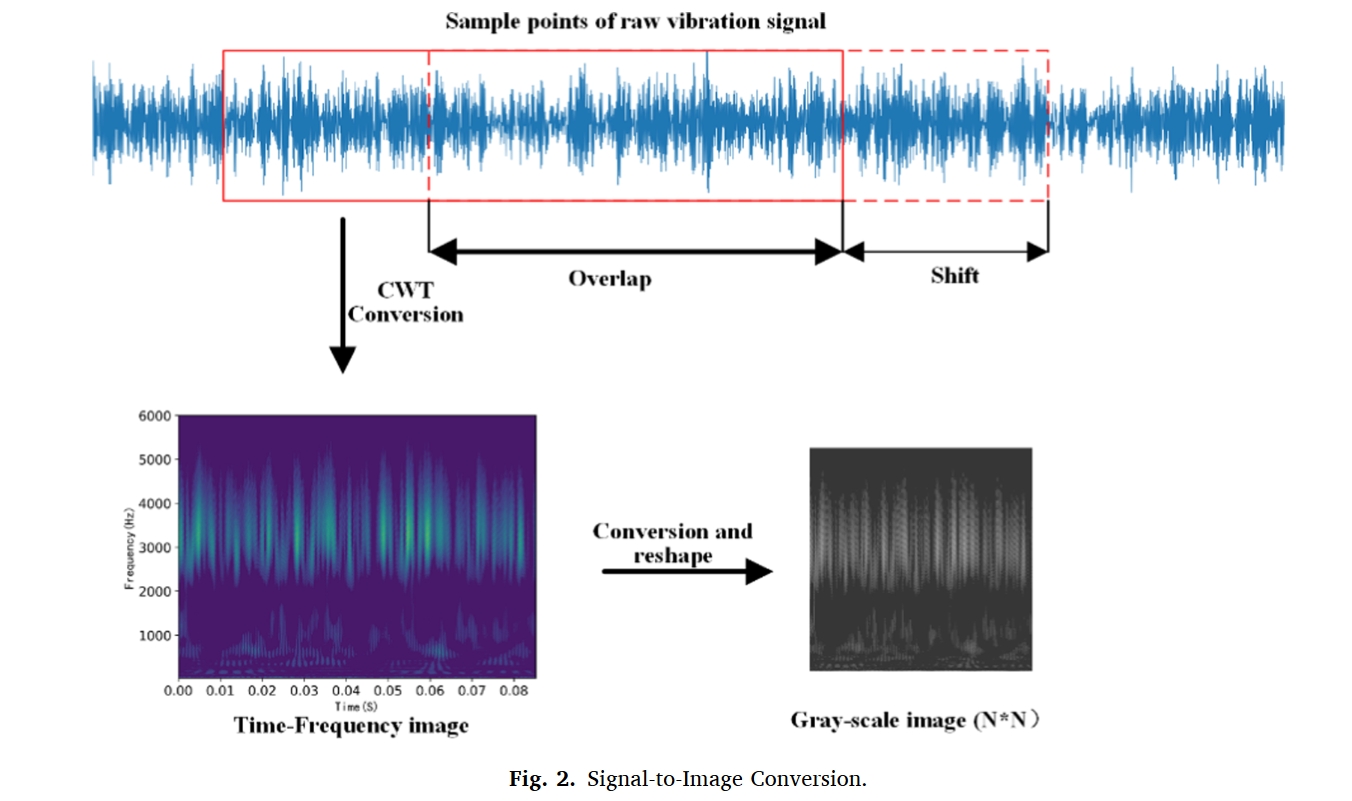 Sample points of raw vibration signal
Overlap
Shift
CWT
Conversion
6000
5000
4000
3000
2000
1000
Frequency(Hz)
0.00 0.01 0.02 0.03 0.04 0.05 0.06 0.07 0.08
Time(S)
Time-Frequency image
Conversion and
reshape
Gray-scale image (N*N）
Fig. 2. Signal-to-Image Conversion.